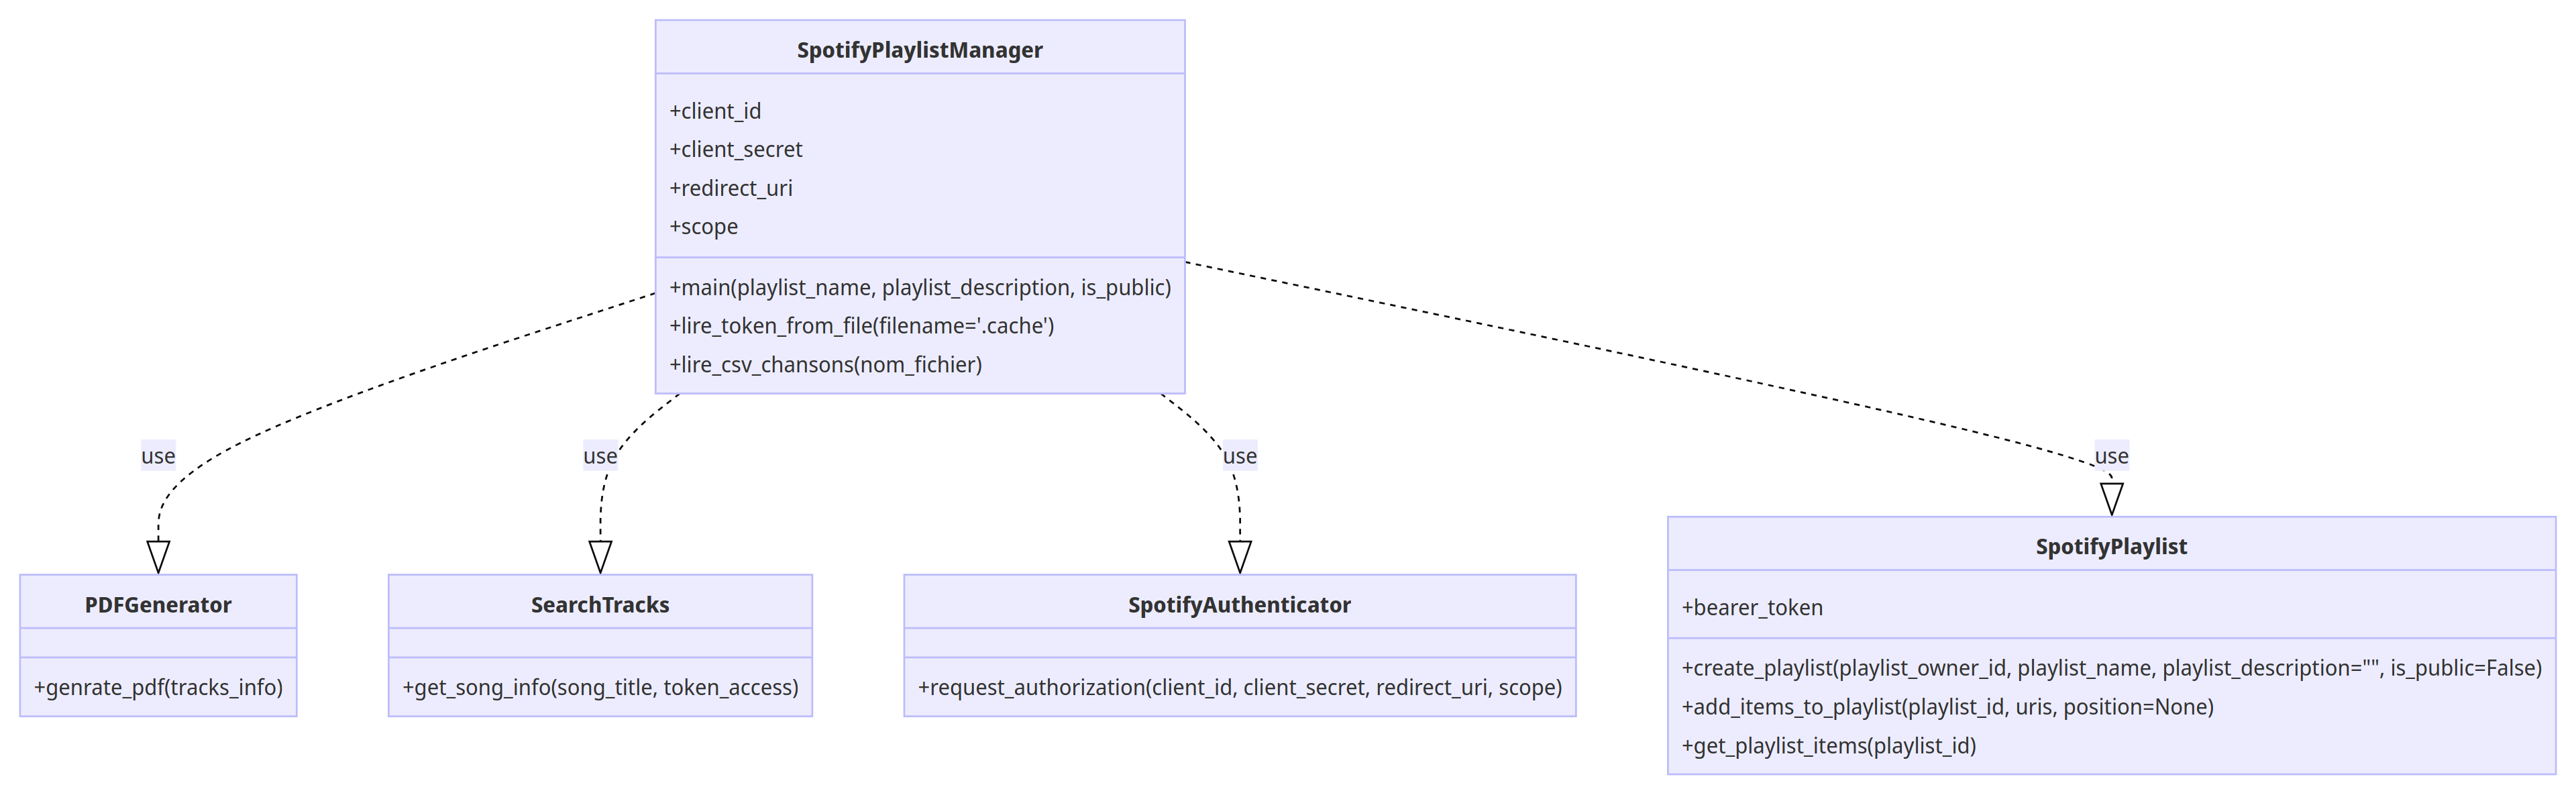 SpotifyPlaylistManager
+client_id
+client_secret
+redirect_uri
+scope
+main(playlist_name, playlist_description, is_public)
+lire_token_from_file(filename='.cache')
+lire_csv_chansons(nom_fichier)
use
use
use
use
PDFGenerator
+genrate_pdf(tracks_info)
SearchTracks
+get_song_info(song_title, token_access)
SpotifyAuthenticator
+request_authorization(client_id, client_secret, redirect_uri, scope)
SpotifyPlaylist
+bearer_token
+create_playlist(playlist_owner_id, playlist_name, playlist_description="", is_public=False)
+add_items_to_playlist(playlist_id, uris, position=None)
+get_playlist_items(playlist_id)